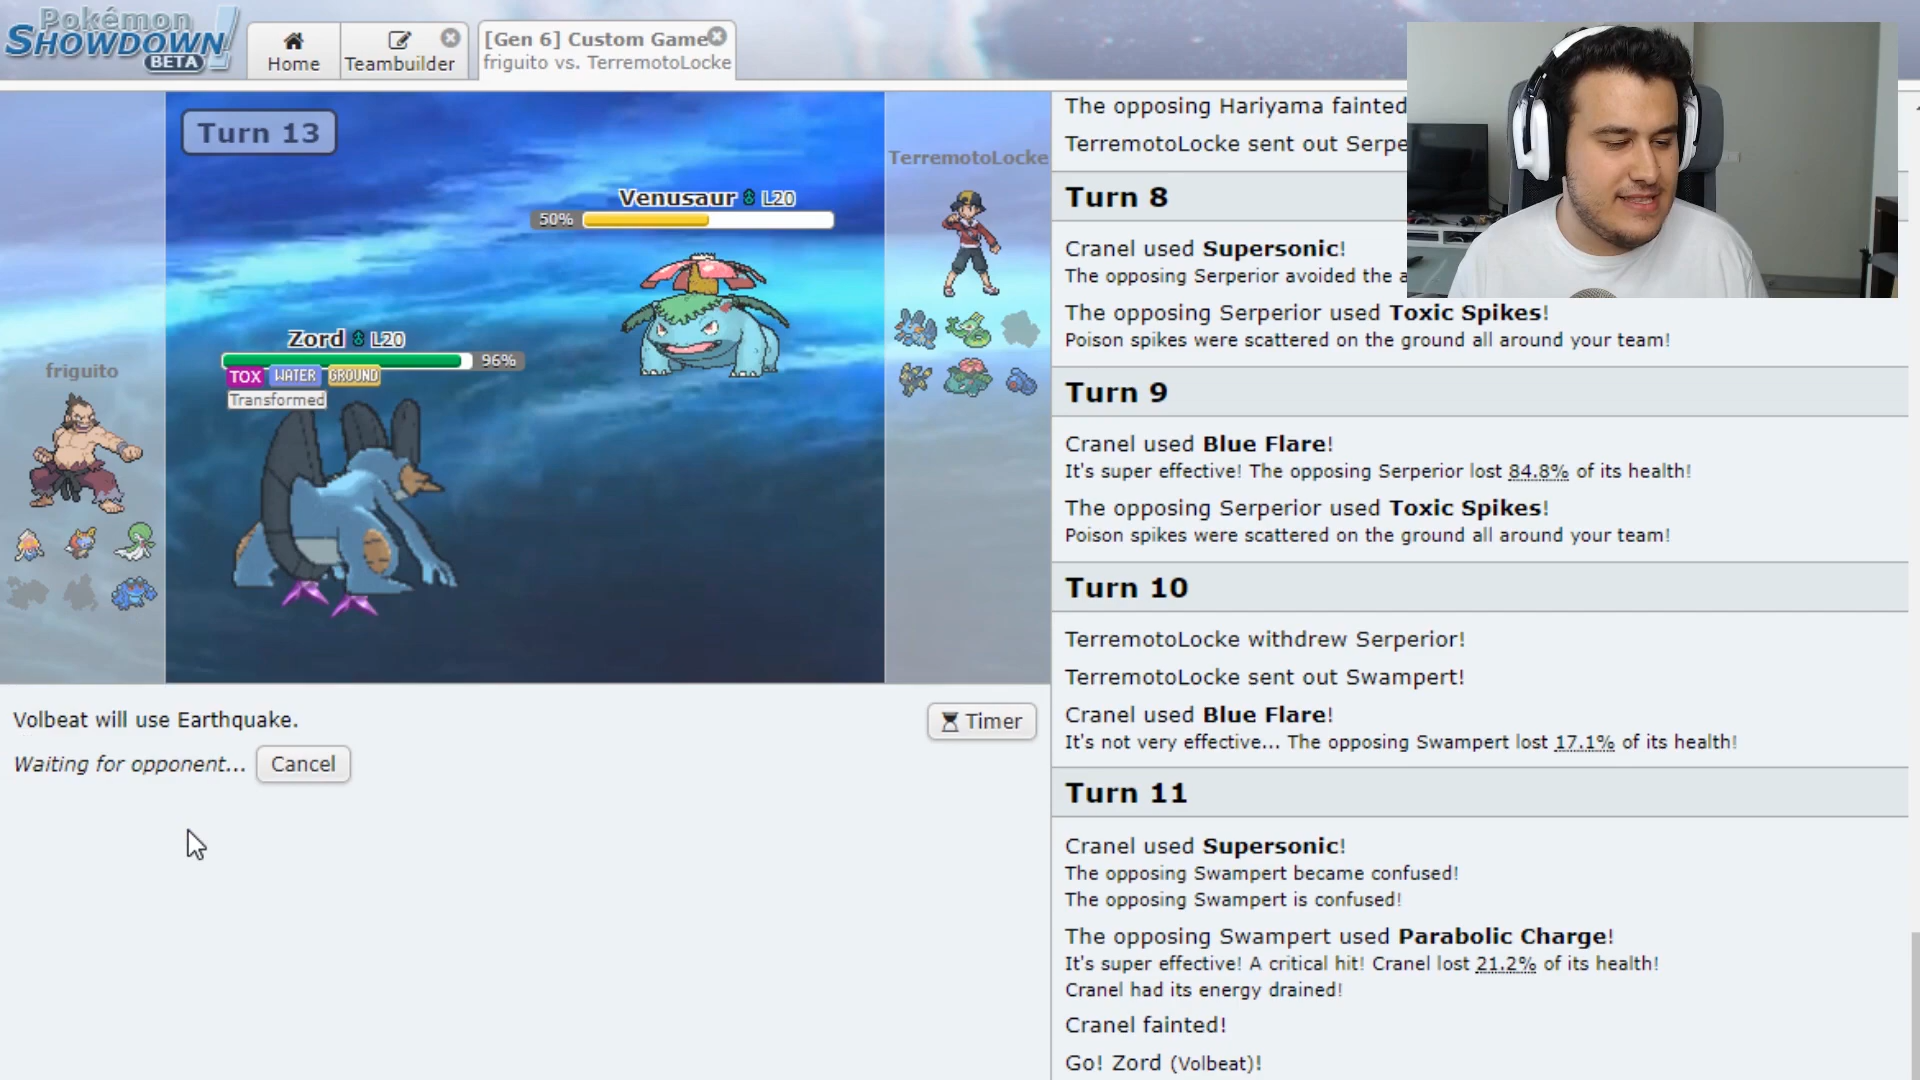 Pokémon
SHOWDOWN!
BETA
Home
Teambuilder
[Gen 6] Custom Game
friguito vs. TerremotoLocke
Turn 13
Venusaur L20
50%
Zord L20
96%
TOX WATER GROUND
Transformed
friguito
TerremotoLocke
Volbeat will use Earthquake.
Waiting for opponent...
Cancel
Timer
The opposing Hariyama fainted
TerremotoLocke sent out Serpe
Turn 8
Cranel used Supersonic!
The opposing Serperior avoided the a
The opposing Serperior used Toxic Spikes!
Poison spikes were scattered on the ground all around your team!
Turn 9
Cranel used Blue Flare!
It's super effective! The opposing Serperior lost 84.8% of its health!
The opposing Serperior used Toxic Spikes!
Poison spikes were scattered on the ground all around your team!
Turn 10
TerremotoLocke withdrew Serperior!
TerremotoLocke sent out Swampert!
Cranel used Blue Flare!
It's not very effective... The opposing Swampert lost 17.1% of its health!
Turn 11
Cranel used Supersonic!
The opposing Swampert became confused!
The opposing Swampert is confused!
The opposing Swampert used Parabolic Charge!
It's super effective! A critical hit! Cranel lost 21.2% of its health!
Cranel had its energy drained!
Cranel fainted!
Go! Zord (Volbeat)!